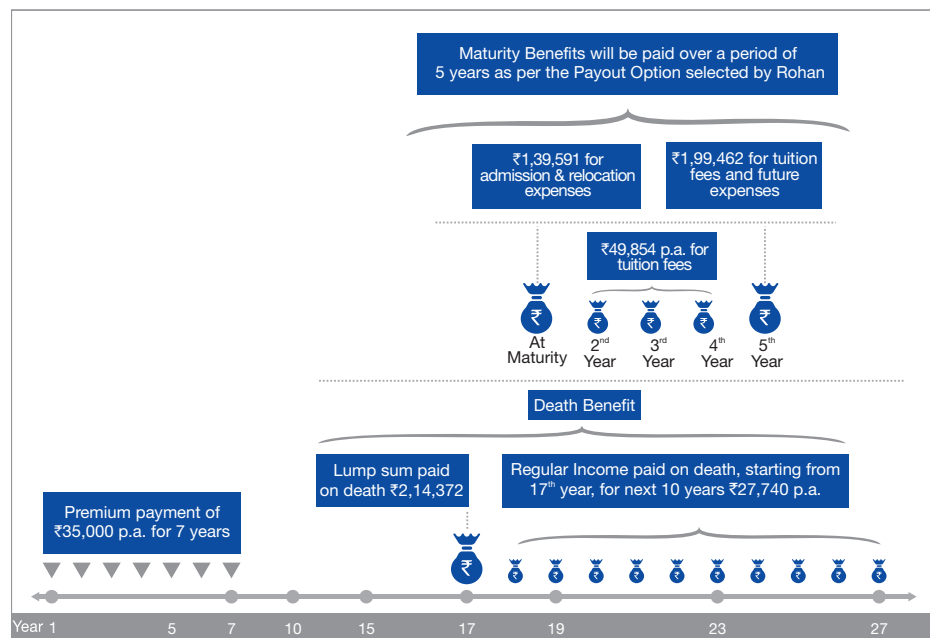 Maturity Benefits will be paid over a period of
5 years as per the Payout Option selected by Rohan
₹1,39,591 for
admission & relocation
expenses
₹1,99,462 for tuition
fees and future
expenses
₹49,854 p.a. for
tuition fees
₹ ₹ ₹ ₹ ₹
At
Maturity
2nd
Year
3rd
Year
4th
Year
5th
Year
Death Benefit
Lump sum paid
on death ₹2,14,372
Regular Income paid on death, starting from
17th year, for next 10 years ₹27,740 p.a.
Premium payment of
₹35,000 p.a. for 7 years
₹ ₹ ₹ ₹ ₹ ₹ ₹ ₹ ₹ ₹ ₹
Year 1 5 7 10 15 17 19 23 27